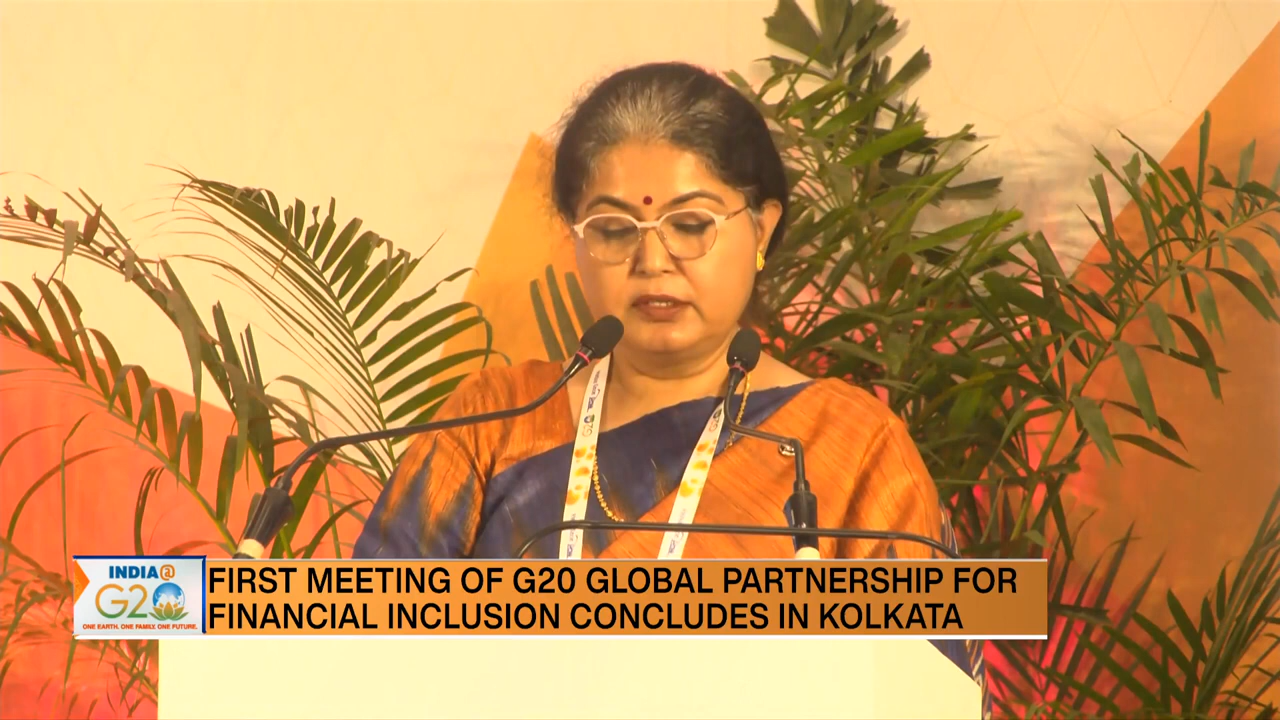 INDIA@
G20
ONE EARTH. ONE FAMILY. ONE FUTURE.
FIRST MEETING OF G20 GLOBAL PARTNERSHIP FOR
FINANCIAL INCLUSION CONCLUDES IN KOLKATA
G20